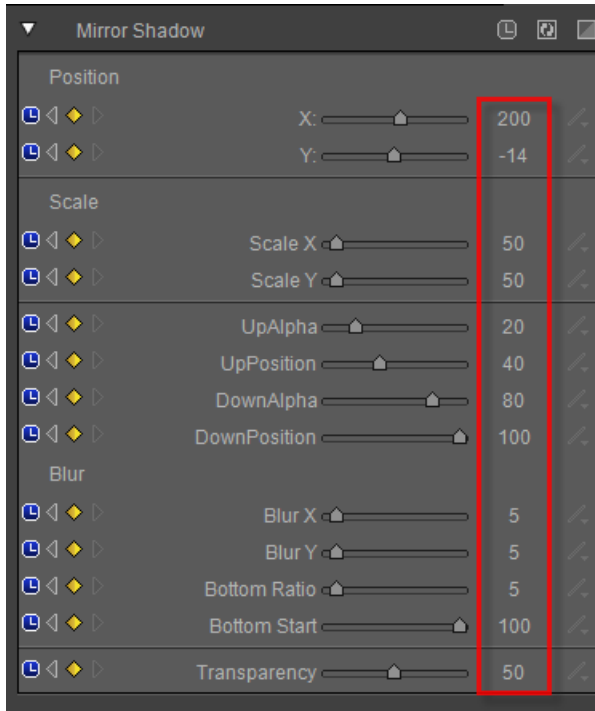 Mirror Shadow
Position
X: 200
Y: -14
Scale
Scale X 50
Scale Y 50
UpAlpha 20
UpPosition 40
DownAlpha 80
DownPosition 100
Blur
Blur X 5
Blur Y 5
Bottom Ratio 5
Bottom Start 100
Transparency 50